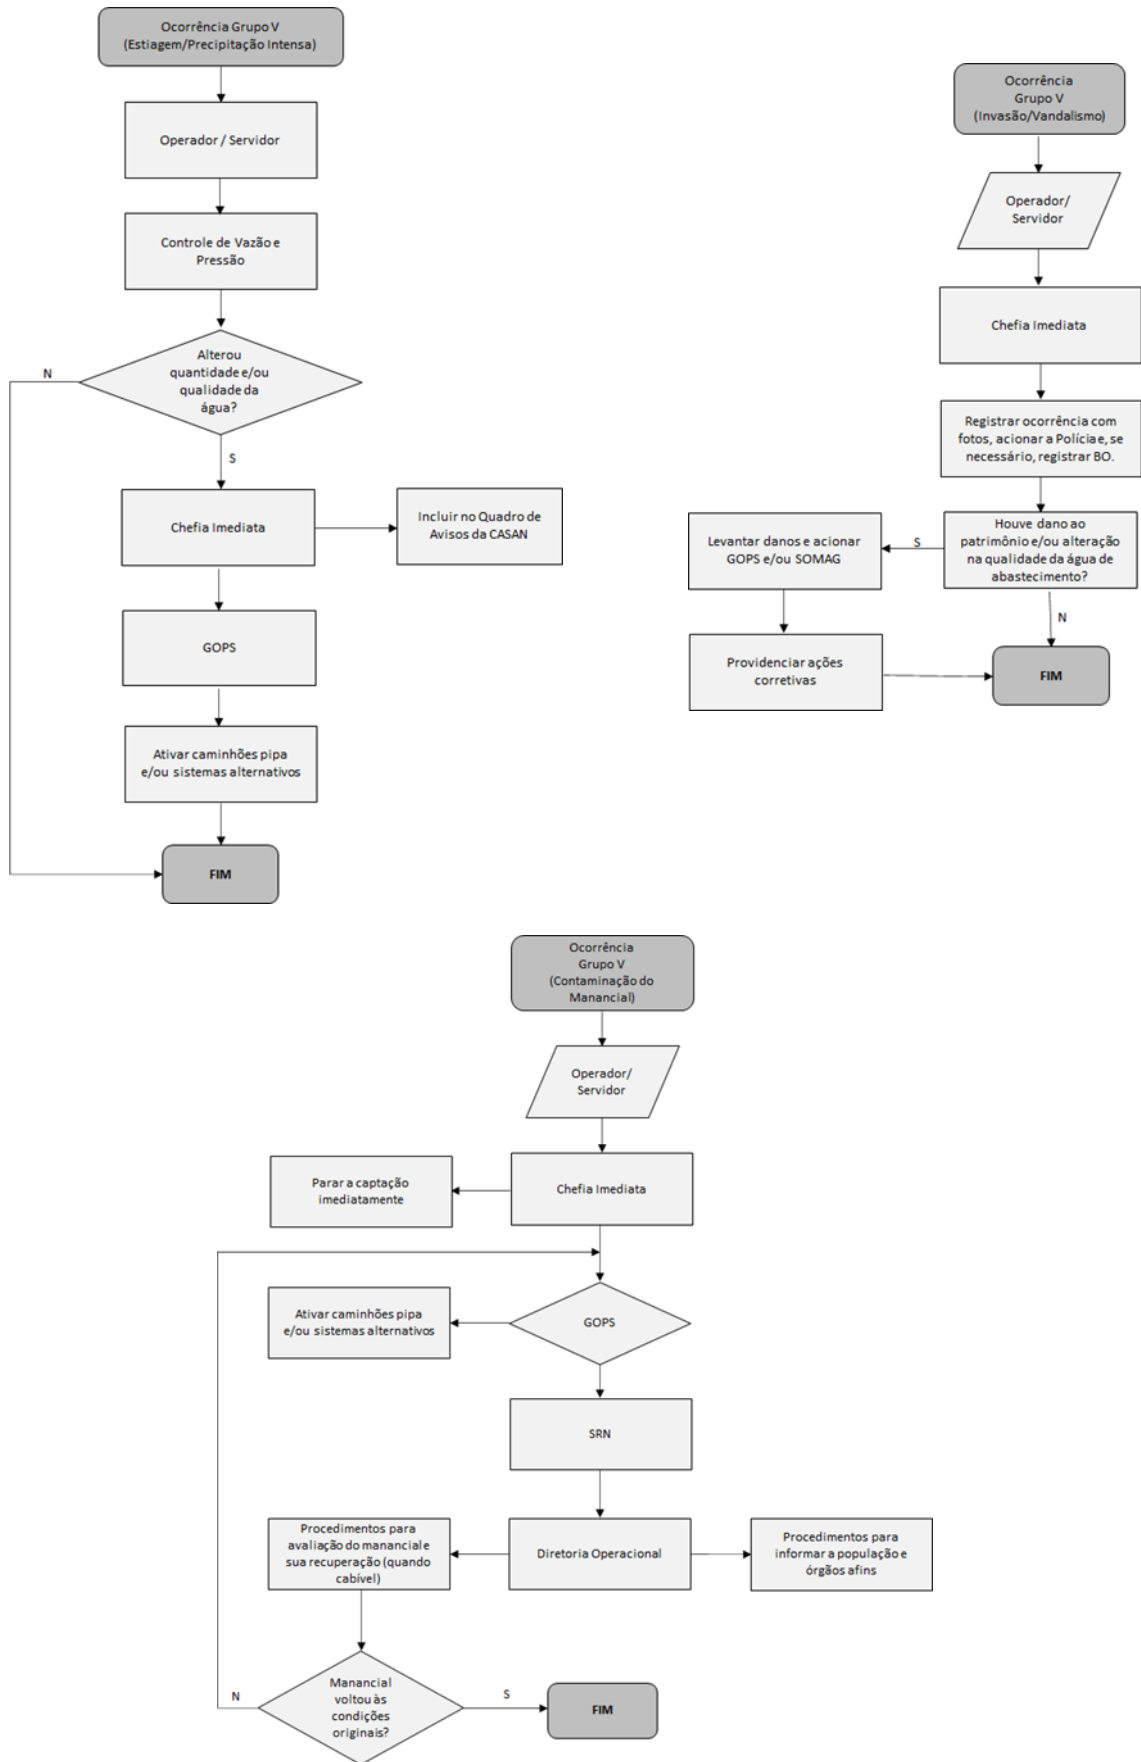 Ocorrência Grupo V
(Estiagem/Precipitação Intensa)
Operador / Servidor
Controle de Vazão e
Pressão
Alterou
quantidade e/ou
qualidade da
água?
N
S
Chefia Imediata
Incluir no Quadro de
Avisos da CASAN
GOPS
Ativar caminhões pipa
e/ou sistemas alternativos
FIM
Ocorrência
Grupo V
(Invasão/Vandalismo)
Operador/
Servidor
Chefia Imediata
Registrar ocorrência com
fotos, acionar a Polícia e, se
necessário, registrar BO.
Houve dano ao
patrimônio e/ou alteração
na qualidade da água de
abastecimento?
S
N
Levantar danos e acionar
GOPS e/ou SOMAG
Providenciar ações
corretivas
FIM
Ocorrência
Grupo V
(Contaminação do
Manancial)
Operador/
Servidor
Chefia Imediata
Parar a captação
imediatamente
GOPS
Ativar caminhões pipa
e/ou sistemas alternativos
SRN
Diretoria Operacional
Procedimentos para
avaliação do manancial e
sua recuperação (quando
cabível)
Procedimentos para
informar a população e
órgãos afins
Manancial
voltou às
condições
originais?
N
S
FIM